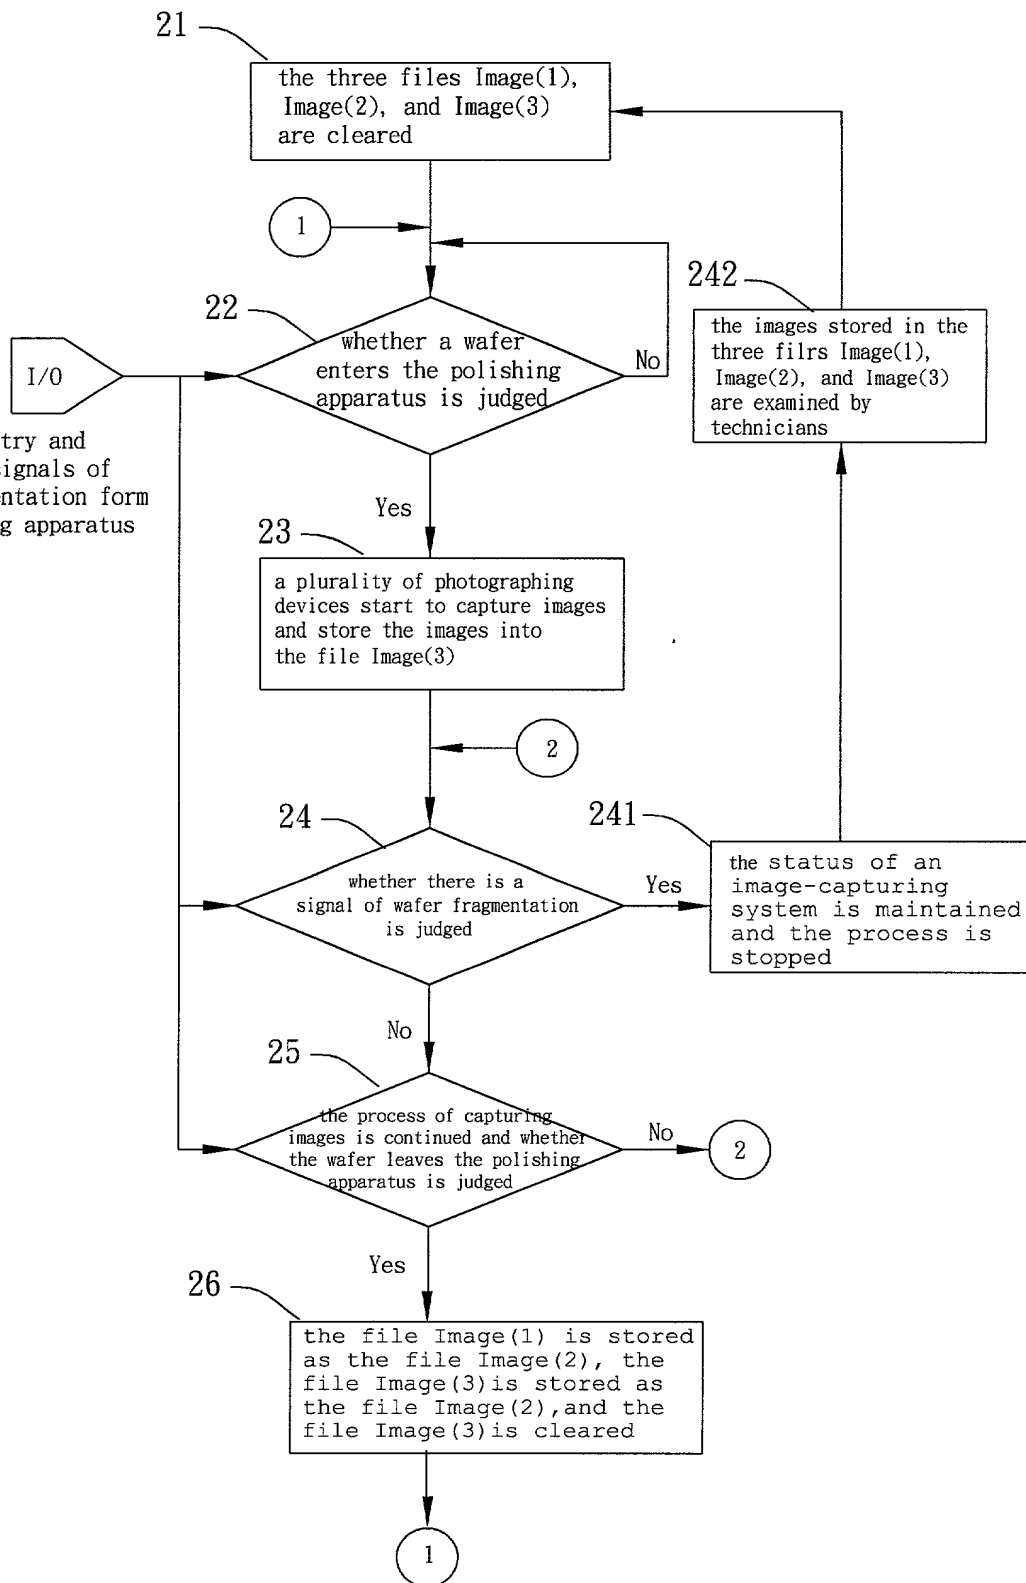 21
the three files Image(1),
Image(2), and Image(3)
are cleared
1
242
22
the images stored in the
three filrs Image(1),
Image(2), and Image(3)
are examined by
technicians
whether a wafer
enters the polishing
apparatus is judged
No
I/O
try and
signals of
entation form
g apparatus
Yes
23
a plurality of photographing
devices start to capture images
and store the images into
the file Image(3)
2
24
241
whether there is a
signal of wafer fragmentation
is judged
Yes
the status of an
image-capturing
system is maintained
and the process is
stopped
No
25
the process of capturing
images is continued and whether
the wafer leaves the polishing
apparatus is judged
No
2
Yes
26
the file Image(1) is stored
as the file Image(2), the
file Image(3)is stored as
the file Image(2),and the
file Image(3)is cleared
1